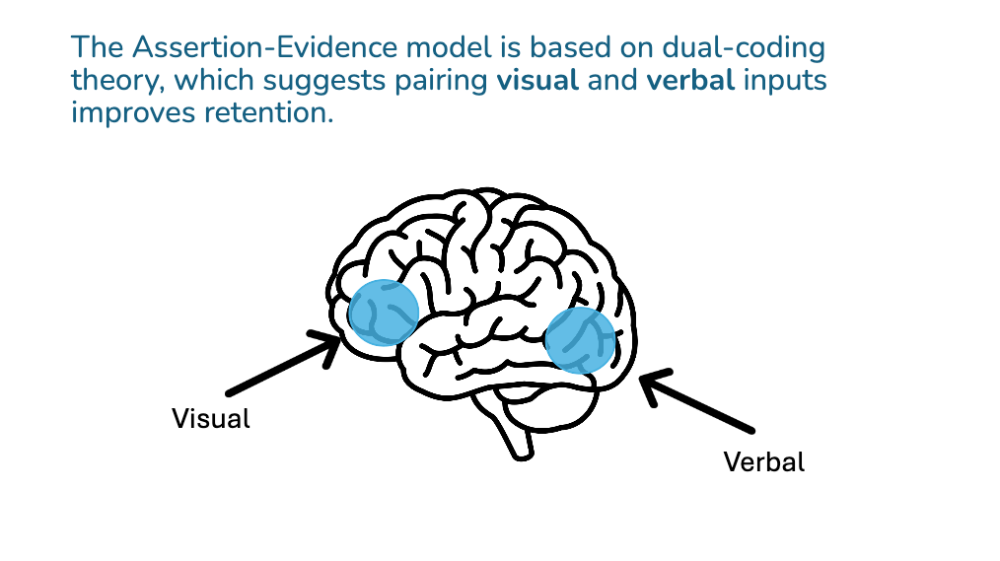 The Assertion-Evidence model is based on dual-coding
theory, which suggests pairing visual and verbal inputs
improves retention.
Visual
Verbal